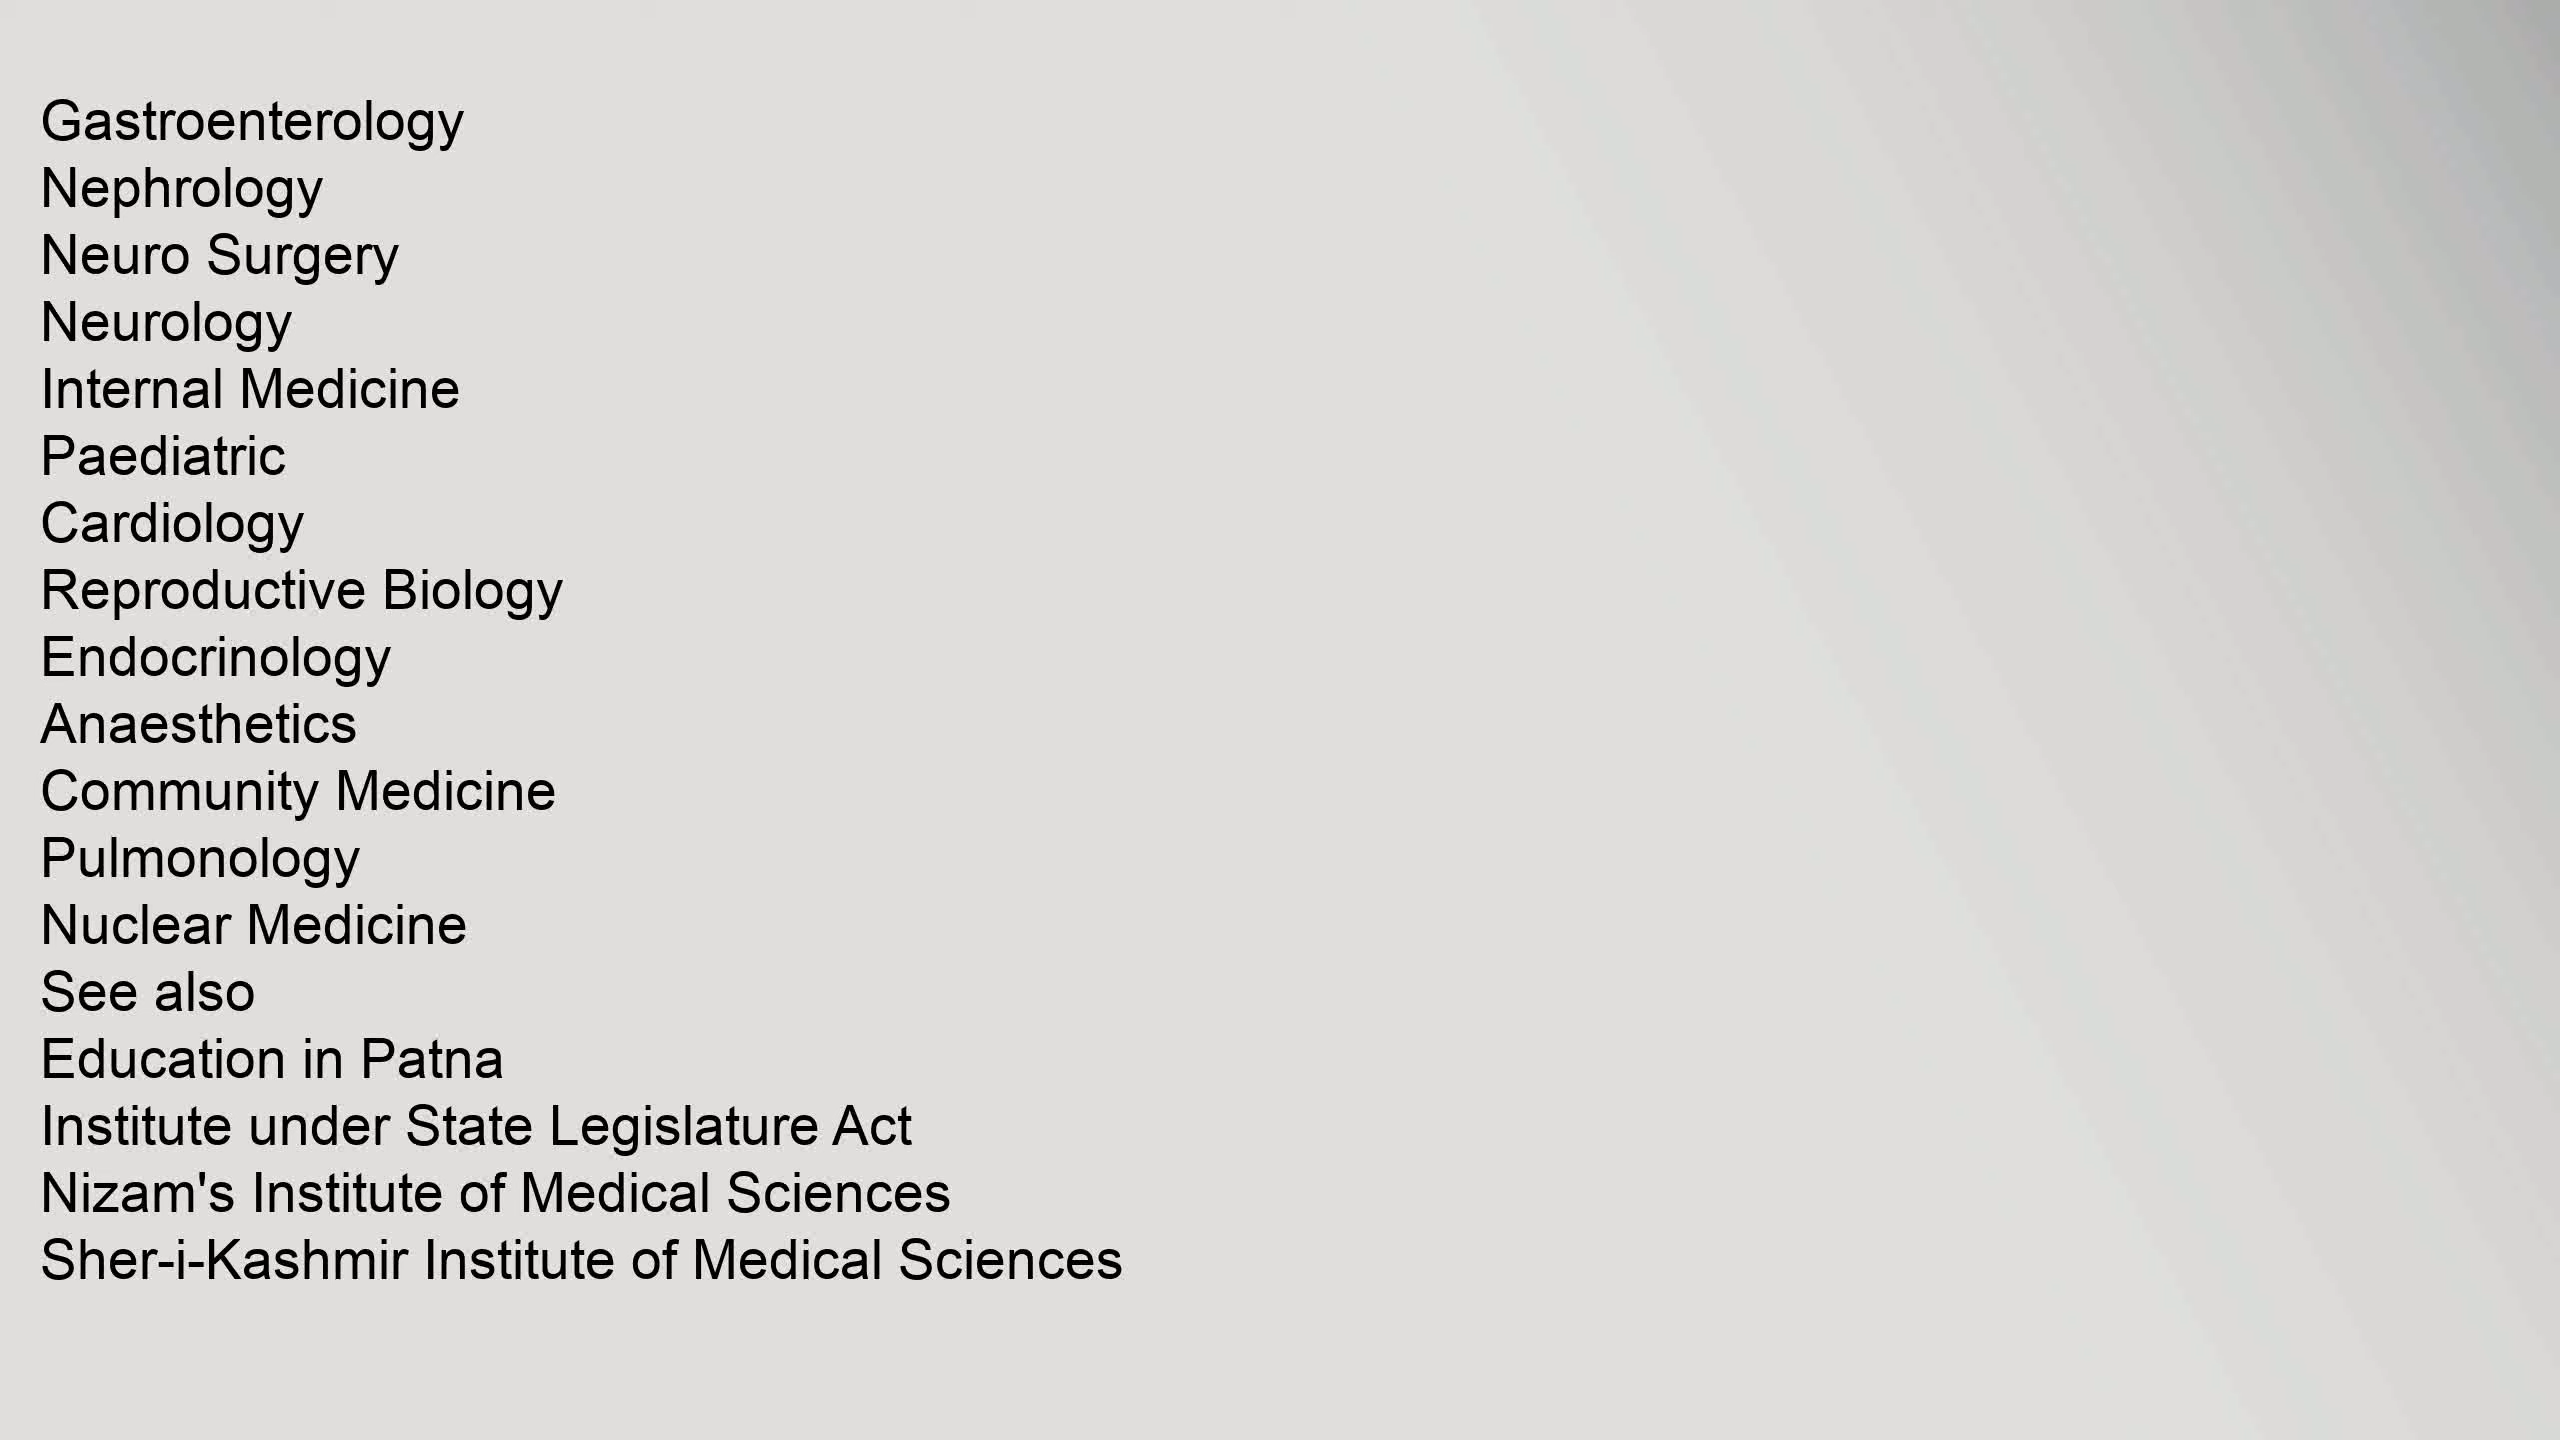 Gastroenterology
Nephrology
Neuro Surgery
Neurology
Internal Medicine
Paediatric
Cardiology
Reproductive Biology
Endocrinology
Anaesthetics
Community Medicine
Pulmonology
Nuclear Medicine
See also
Education in Patna
Institute under State Legislature Act
Nizam's Institute of Medical Sciences
Sher-i-Kashmir Institute of Medical Sciences